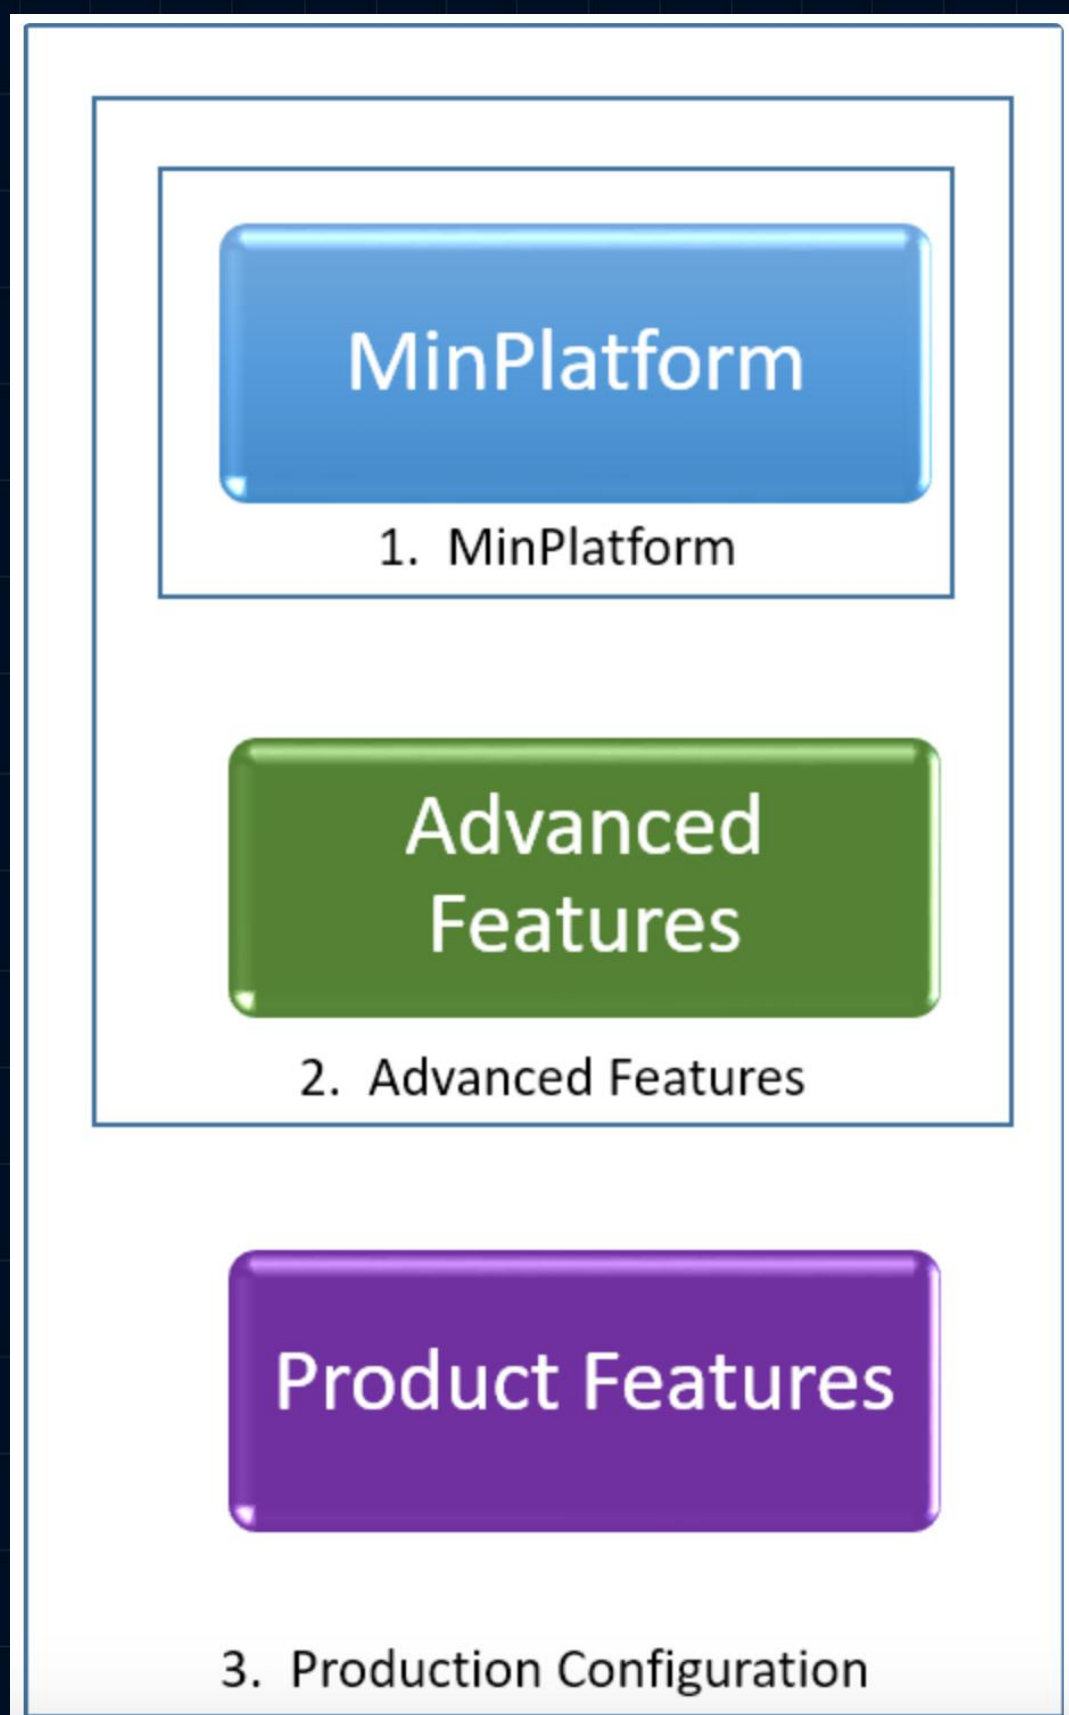 MinPlatform
1. MinPlatform
Advanced
Features
2. Advanced Features
Product Features
3. Production Configuration